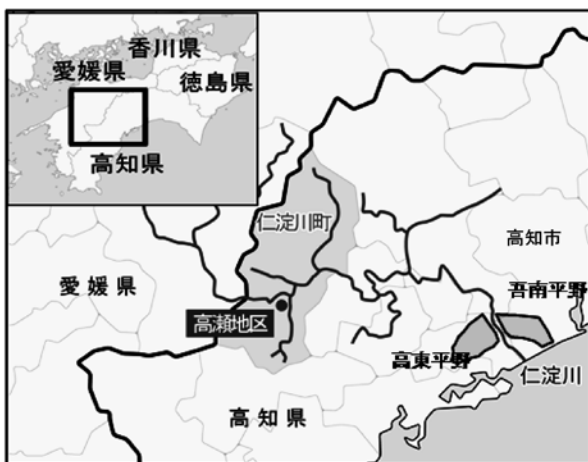 香川県
愛媛県
徳島県
高知県
仁淀川町
高知市
愛媛県
吾南平野
高瀬地区
高東平野
仁淀川
高知県